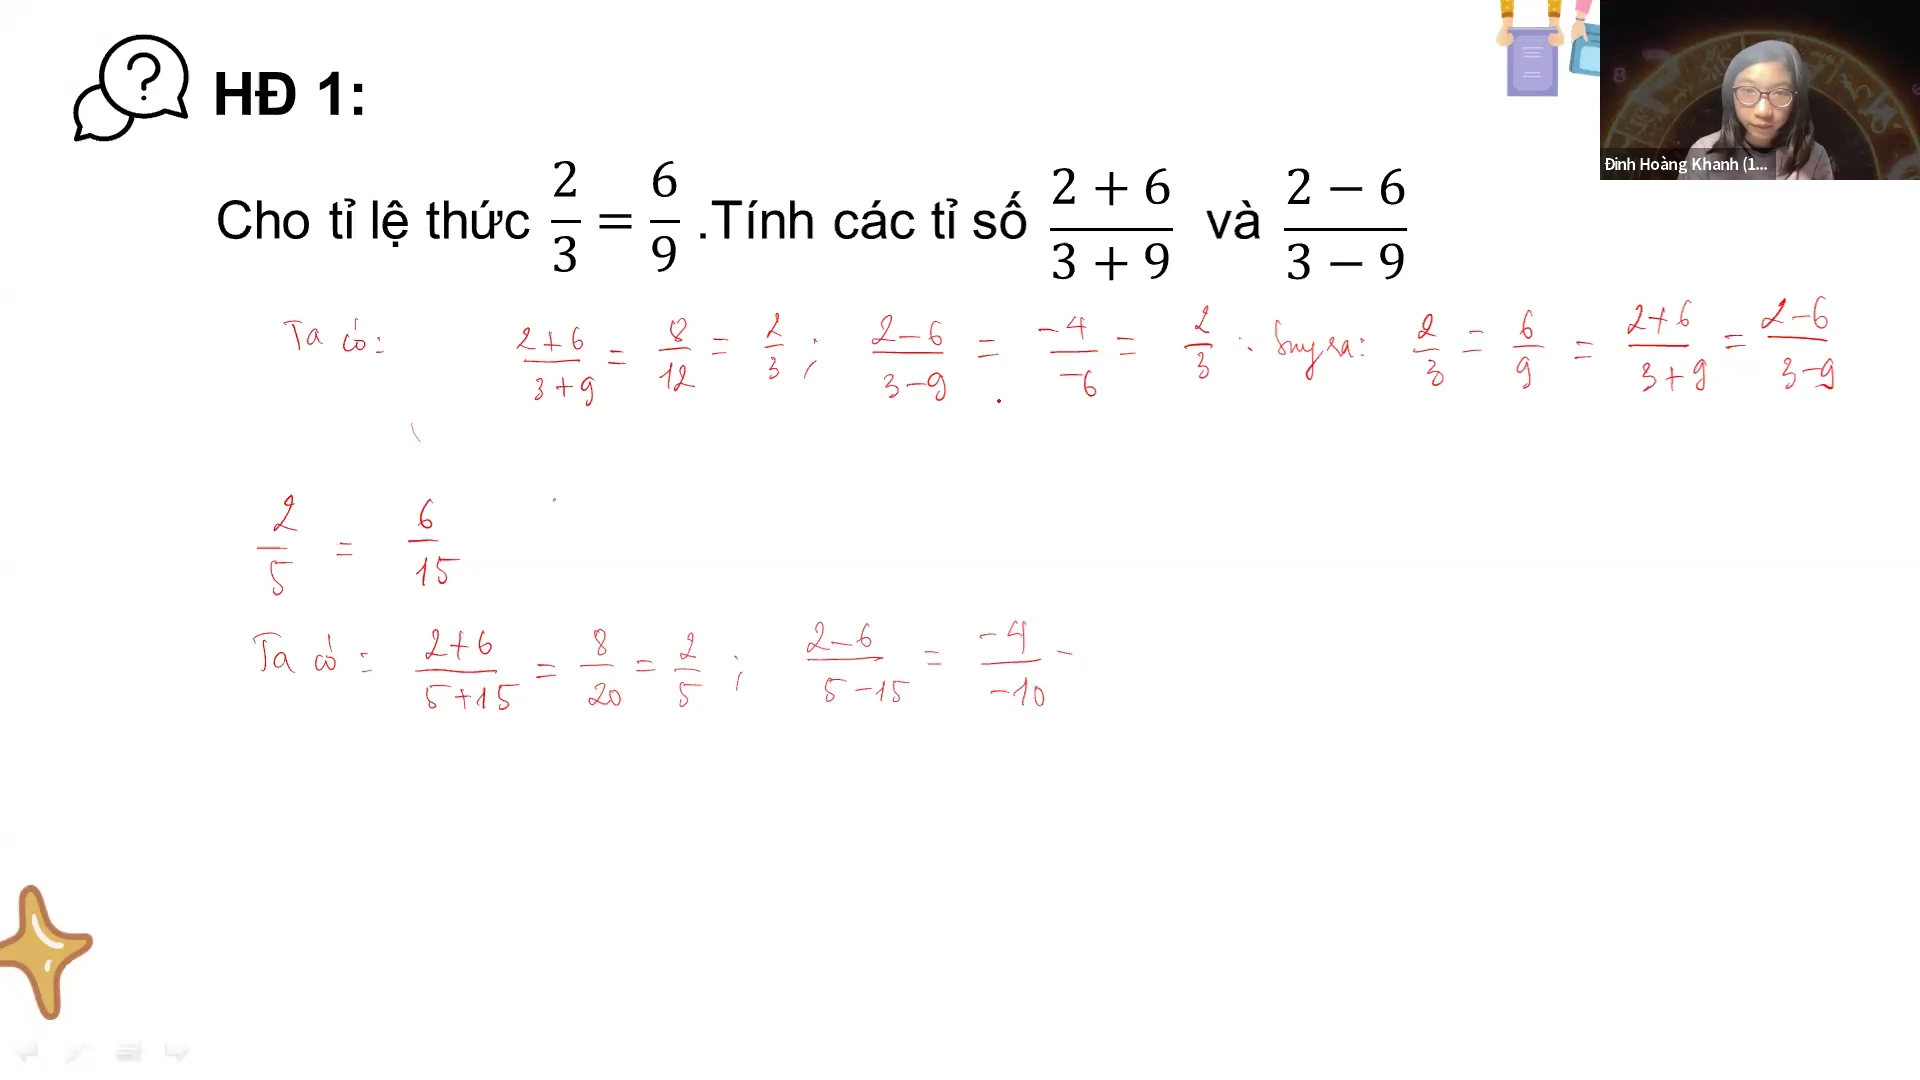 HĐ 1:
Đinh Hoàng Khanh (1...
Cho tỉ lệ thức 2/3 = 6/9 .Tính các tỉ số (2 + 6)/(3 + 9) và (2 − 6)/(3 − 9)
Ta có: (2+6)/(3+9) = 8/12 = 2/3 ; (2−6)/(3−9) = −4/−6 = 2/3 . Suy ra: 2/3 = 6/9 = (2+6)/(3+9) = (2−6)/(3−9)
2/5 = 6/15
Ta có: (2+6)/(5+15) = 8/20 = 2/5 ; (2−6)/(5−15) = −4/−10 −